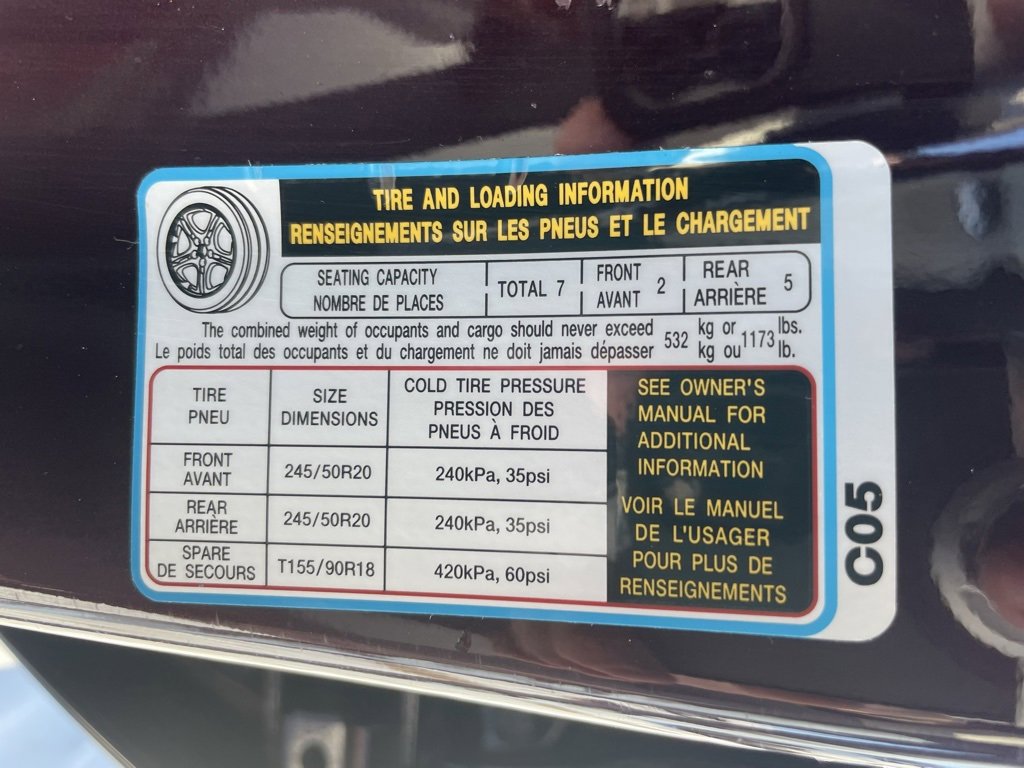 TIRE AND LOADING INFORMATION
RENSEIGNEMENTS SUR LES PNEUS ET LE CHARGEMENT
SEATING CAPACITY
NOMBRE DE PLACES
TOTAL 7
FRONT
AVANT
2
REAR
ARRIÈRE
5
The combined weight of occupants and cargo should never exceed 532 kg or 1173 lbs.
Le poids total des occupants et du chargement ne doit jamais dépasser kg ou lb.
TIRE
PNEU
SIZE
DIMENSIONS
COLD TIRE PRESSURE
PRESSION DES
PNEUS À FROID
FRONT
AVANT
245/50R20
240kPa, 35psi
REAR
ARRIÈRE
245/50R20
240kPa, 35psi
SPARE
DE SECOURS
T155/90R18
420kPa, 60psi
SEE OWNER'S
MANUAL FOR
ADDITIONAL
INFORMATION
VOIR LE MANUEL
DE L'USAGER
POUR PLUS DE
RENSEIGNEMENTS
C05